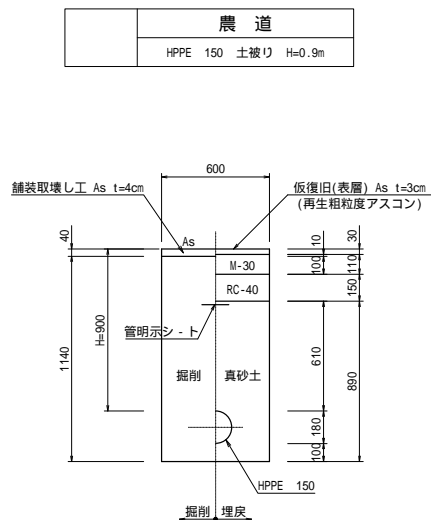 農 道
HPPE 150 土被り H=0.9m
600
舗装取壊し工 As t=4cm
仮復旧(表層) As t=3cm
(再生粗粒度アスコン)
As
40
10
30
M-30
100
110
RC-40
150
H=900
管明示シ-ト
1140
掘削
真砂土
610
890
180
100
HPPE 150
掘削
埋戻